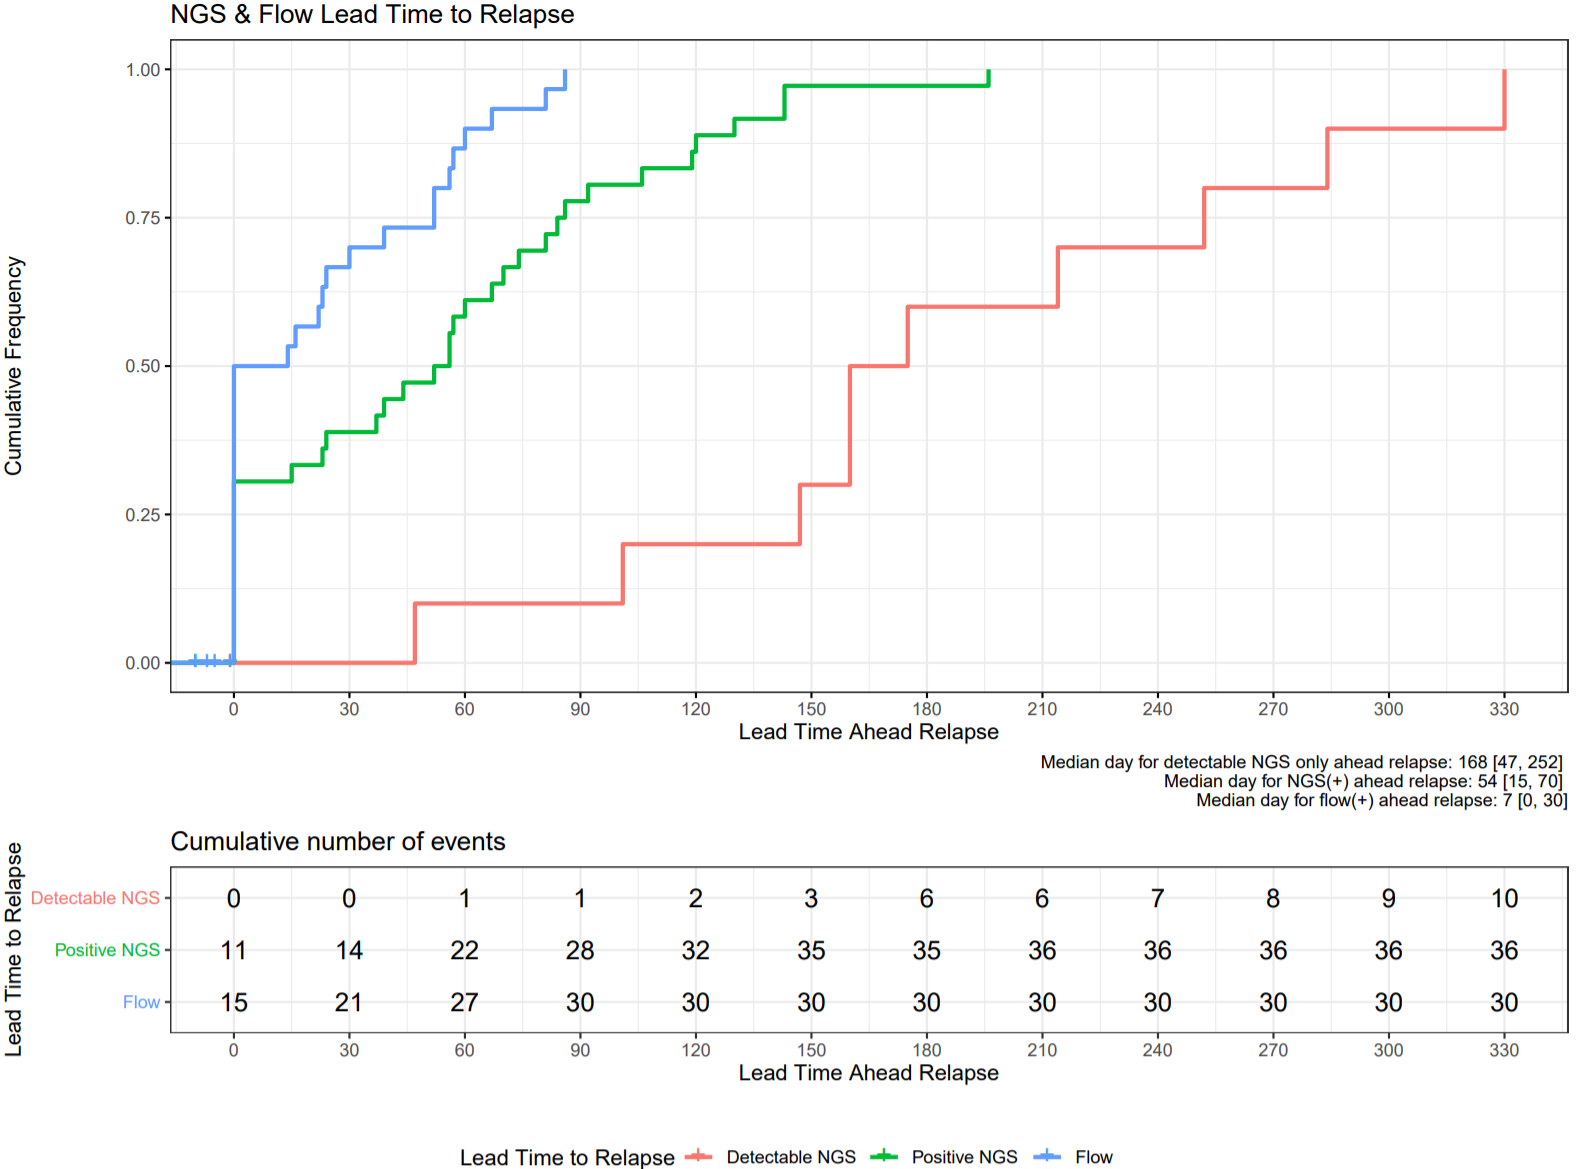 NGS & Flow Lead Time to Relapse
Cumulative Frequency
1.00
0.75
0.50
0.25
0.00
0 30 60 90 120 150 180 210 240 270 300 330
Lead Time Ahead Relapse
Median day for detectable NGS only ahead relapse: 168 [47, 252]
Median day for NGS(+) ahead relapse: 54 [15, 70]
Median day for flow(+) ahead relapse: 7 [0, 30]
Cumulative number of events
Lead Time to Relapse
Detectable NGS 0 0 1 1 2 3 6 6 7 8 9 10
Positive NGS 11 14 22 28 32 35 35 36 36 36 36 36
Flow 15 21 27 30 30 30 30 30 30 30 30 30
0 30 60 90 120 150 180 210 240 270 300 330
Lead Time Ahead Relapse
Lead Time to Relapse Detectable NGS Positive NGS Flow